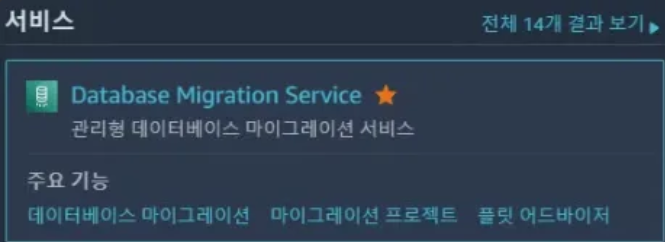 서비스
전체 14개 결과 보기 ▶
Database Migration Service ★
관리형 데이터베이스 마이그레이션 서비스
주요 기능
데이터베이스 마이그레이션 마이그레이션 프로젝트 플릿 어드바이저